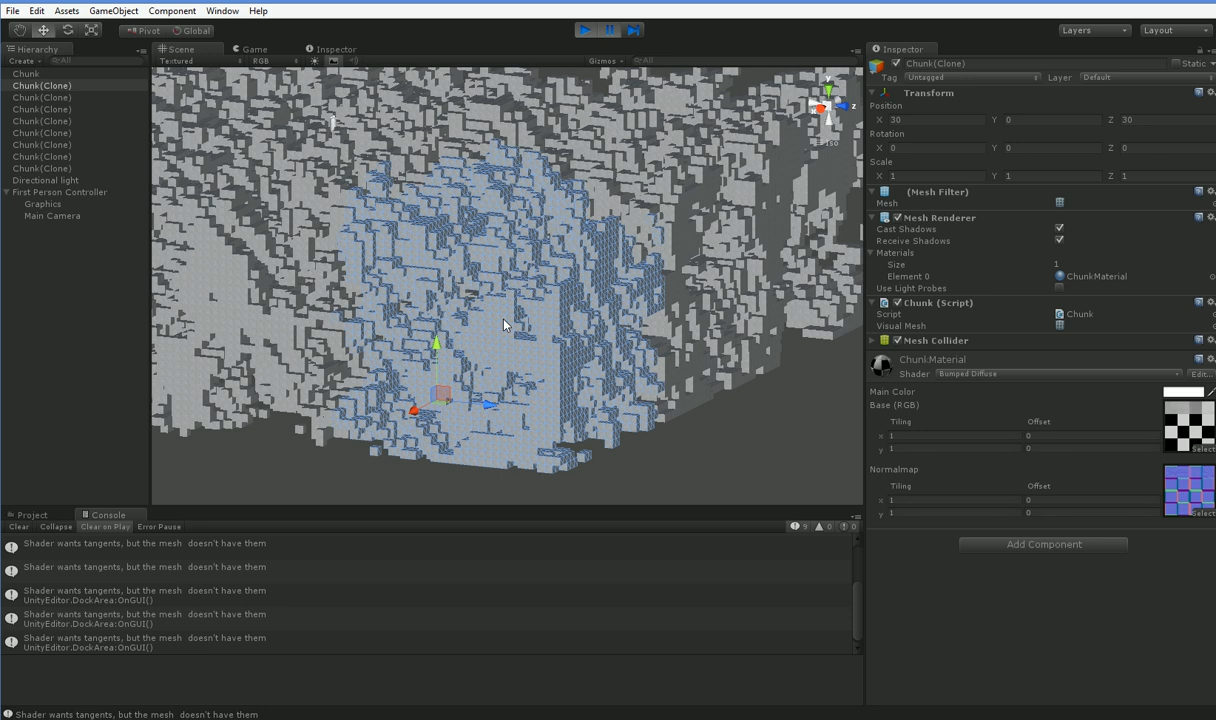 File Edit Assets GameObject Component Window Help
Pivot Global Layers Layout
Hierarchy
Create All
Chunk
Chunk(Clone)
Chunk(Clone)
Chunk(Clone)
Chunk(Clone)
Chunk(Clone)
Chunk(Clone)
Chunk(Clone)
Chunk(Clone)
Directional light
First Person Controller
Graphics
Main Camera
Scene Game Inspector
Textured RGB Gizmos All
y
z
Iso
Inspector
Chunk(Clone) Static
Tag Untagged Layer Default
Transform
Position
X 30 Y 0 Z 30
Rotation
X 0 Y 0 Z 0
Scale
X 1 Y 1 Z 1
(Mesh Filter)
Mesh
Mesh Renderer
Cast Shadows
Receive Shadows
Materials
Size 1
Element 0 ChunkMaterial
Use Light Probes
Chunk (Script)
Script Chunk
Visual Mesh
Mesh Collider
ChunkMaterial
Shader Bumped Diffuse Edit...
Main Color
Base (RGB)
Tiling Offset
x 1 0
y 1 0
Select
Normalmap
Tiling Offset
x 1 0
y 1 0
Select
Add Component
Project Console
Clear Collapse Clear on Play Error Pause 9 0 0
Shader wants tangents, but the mesh  doesn't have them
Shader wants tangents, but the mesh  doesn't have them
Shader wants tangents, but the mesh  doesn't have them
UnityEditor.DockArea:OnGUI()
Shader wants tangents, but the mesh  doesn't have them
UnityEditor.DockArea:OnGUI()
Shader wants tangents, but the mesh  doesn't have them
UnityEditor.DockArea:OnGUI()
Shader wants tangents, but the mesh  doesn't have them